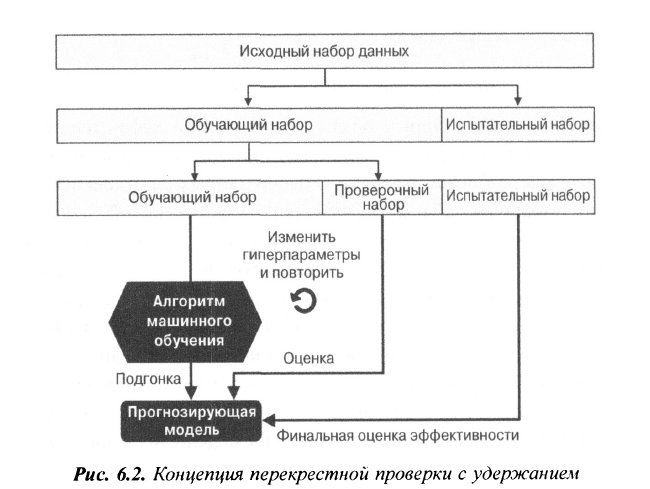 Исходный набор данных
Обучающий набор
Испытательный набор
Обучающий набор
Проверочный
набор
Испытательный набор
Изменить
гиперпараметры
и повторить
Алгоритм
машинного
обучения
Оценка
Подгонка
Прогнозирующая
модель
Финальная оценка эффективности
Рис. 6.2. Концепция перекрестной проверки с удержанием